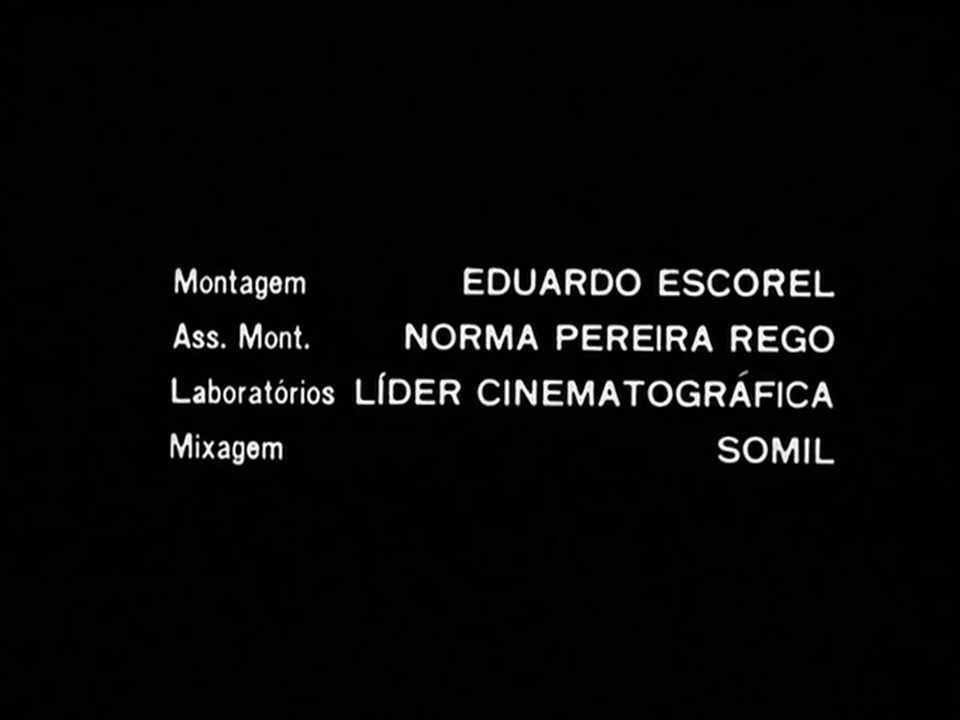 Montagem EDUARDO ESCOREL
Ass. Mont. NORMA PEREIRA REGO
Laboratórios LÍDER CINEMATOGRÁFICA
Mixagem SOMIL